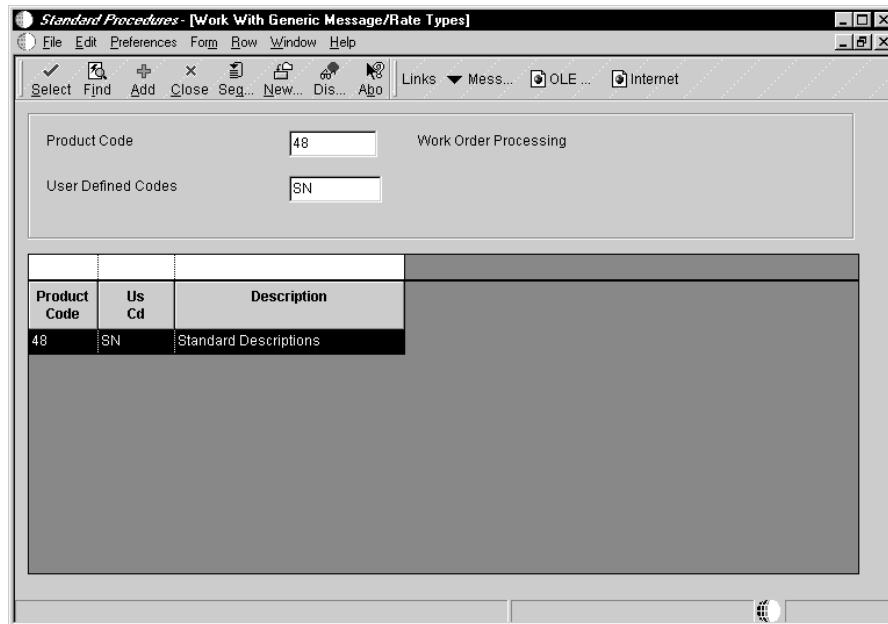 Standard Procedures - [Work With Generic Message/Rate Types]
File Edit Preferences Form Row Window Help
Select Find Add Close Seg... New... Dis... Abo Links Mess... OLE ... Internet
Product Code 48 Work Order Processing
User Defined Codes SN
Product Code Us Cd Description
48 SN Standard Descriptions